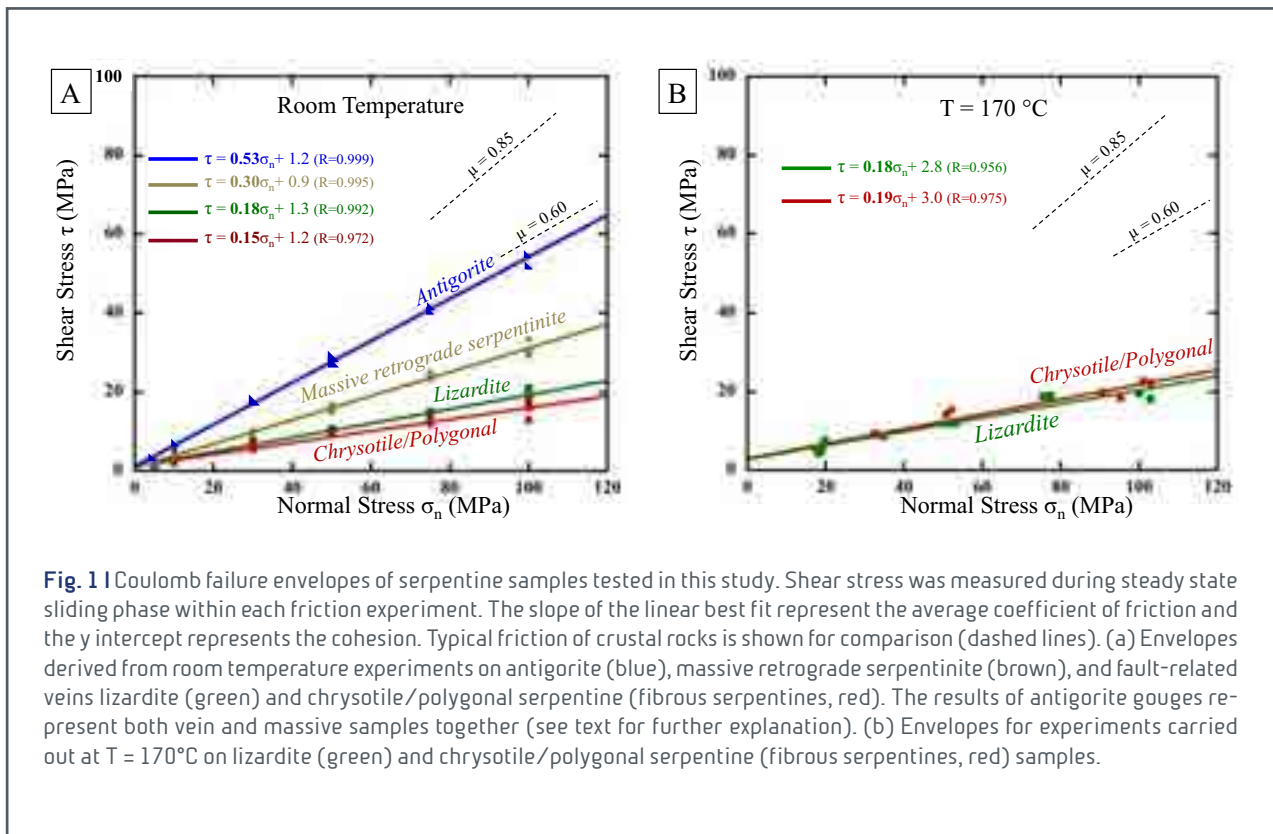 A
Room Temperature
τ = 0.53σn+ 1.2 (R=0.999)
τ = 0.30σn+ 0.9 (R=0.995)
τ = 0.18σn+ 1.3 (R=0.992)
τ = 0.15σn+ 1.2 (R=0.972)
μ = 0.85
μ = 0.60
Antigorite
Massive retrograde serpentinite
Lizardite
Chrysotile/Polygonal
Shear Stress τ (MPa)
100
80
60
40
20
0
0 20 40 60 80 100 120
Normal Stress σn (MPa)
B
T = 170 °C
τ = 0.18σn+ 2.8 (R=0.956)
τ = 0.19σn+ 3.0 (R=0.975)
μ = 0.85
μ = 0.60
Chrysotile/Polygonal
Lizardite
Shear Stress τ (MPa)
100
80
60
40
20
0
0 20 40 60 80 100 120
Normal Stress σn (MPa)
Fig. 1 | Coulomb failure envelopes of serpentine samples tested in this study. Shear stress was measured during steady state
sliding phase within each friction experiment. The slope of the linear best fit represent the average coefficient of friction and
the y intercept represents the cohesion. Typical friction of crustal rocks is shown for comparison (dashed lines). (a) Envelopes
derived from room temperature experiments on antigorite (blue), massive retrograde serpentinite (brown), and fault-related
veins lizardite (green) and chrysotile/polygonal serpentine (fibrous serpentines, red). The results of antigorite gouges re-
present both vein and massive samples together (see text for further explanation). (b) Envelopes for experiments carried
out at T = 170°C on lizardite (green) and chrysotile/polygonal serpentine (fibrous serpentines, red) samples.